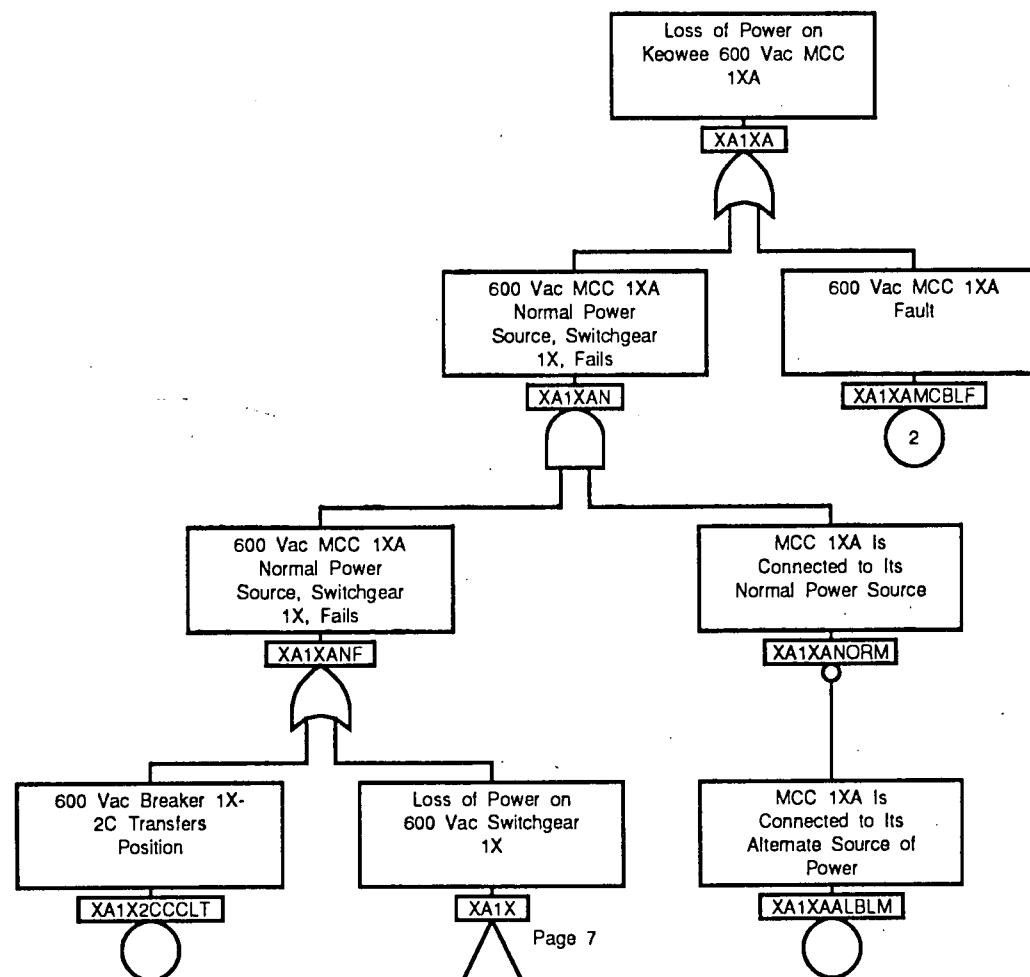 Loss of Power on
Keowee 600 Vac MCC
1XA
XA1XA
600 Vac MCC 1XA
Normal Power
Source, Switchgear
1X, Fails
XA1XAN
600 Vac MCC 1XA
Fault
XA1XAMCBLF
2
600 Vac MCC 1XA
Normal Power
Source, Switchgear
1X, Fails
XA1XANF
MCC 1XA Is
Connected to Its
Normal Power Source
XA1XANORM
600 Vac Breaker 1X-
2C Transfers
Position
XA1X2CCCLT
Loss of Power on
600 Vac Switchgear
1X
XA1X
Page 7
MCC 1XA Is
Connected to Its
Alternate Source of
Power
XA1XAALBLM